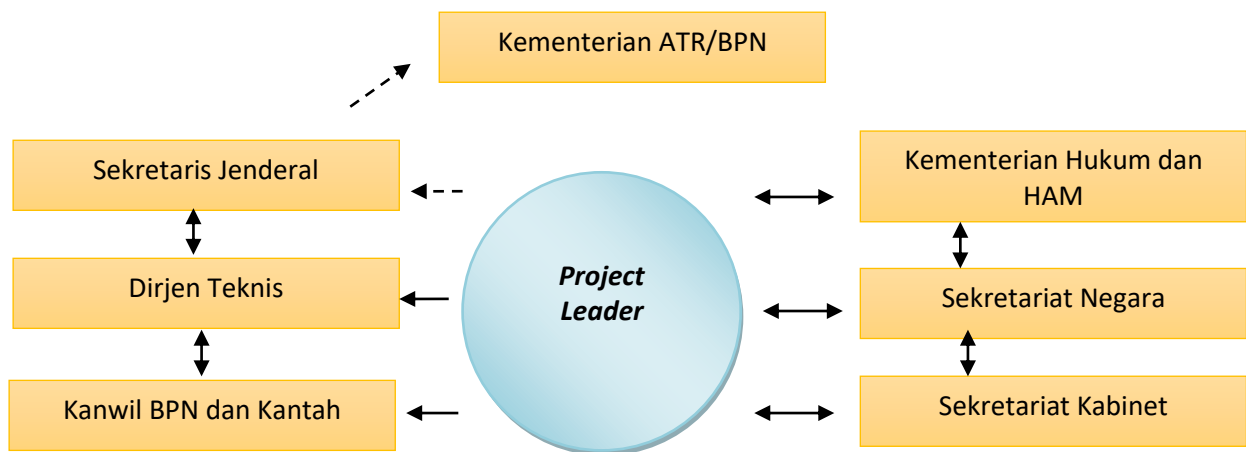 Kementerian ATR/BPN
Sekretaris Jenderal
Dirjen Teknis
Kanwil BPN dan Kantah
Project
Leader
Kementerian Hukum dan
HAM
Sekretariat Negara
Sekretariat Kabinet